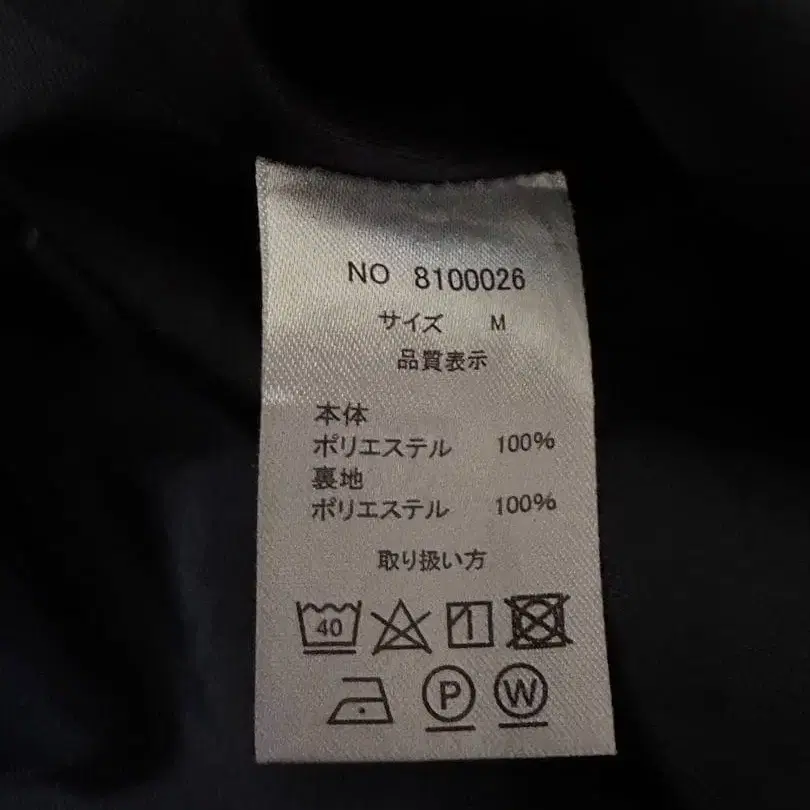 NO 8100026
サイズ M
品質表示
本体
ポリエステル 100%
裏地
ポリエステル 100%
取り扱い方
40
P W